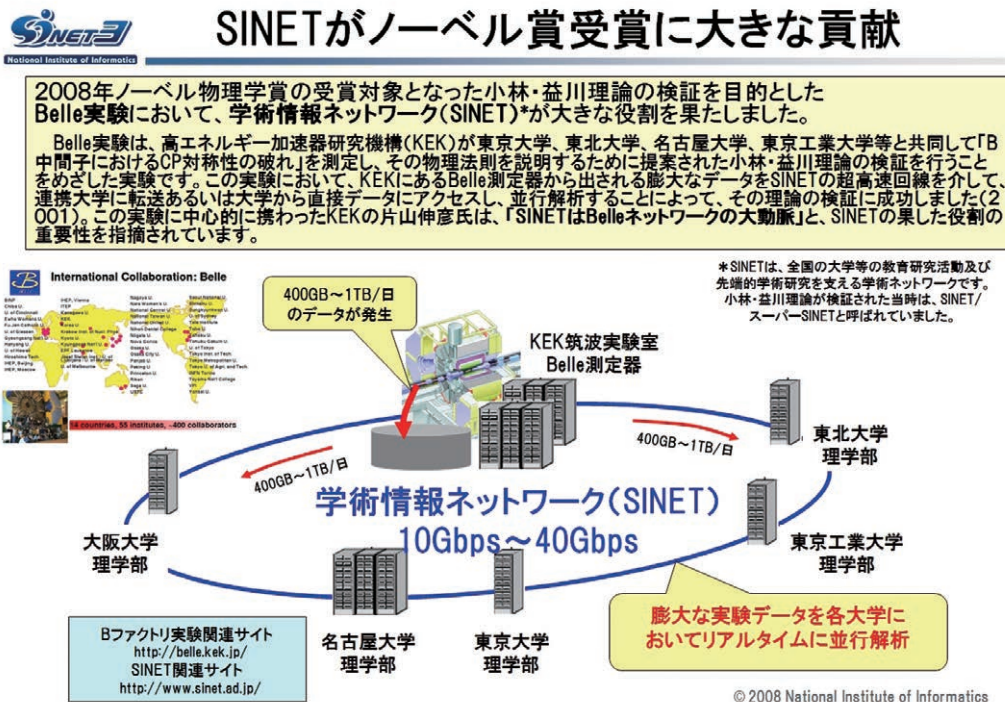 SINET3
National Institute of Informatics
SINETがノーベル賞受賞に大きな貢献
2008年ノーベル物理学賞の受賞対象となった小林・益川理論の検証を目的とした
Belle実験において、学術情報ネットワーク(SINET)*が大きな役割を果たしました。
Belle実験は、高エネルギー加速器研究機構(KEK)が東京大学、東北大学、名古屋大学、東京工業大学等と共同して「B
中間子におけるCP対称性の破れ」を測定し、その物理法則を説明するために提案された小林・益川理論の検証を行うこと
をめざした実験です。この実験において、KEKにあるBelle測定器から出される膨大なデータをSINETの超高速回線を介して、
連携大学に転送あるいは大学から直接データにアクセスし、並行解析することによって、その理論の検証に成功しました(2
001)。この実験に中心的に携わったKEKの片山伸彦氏は、「SINETはBelleネットワークの大動脈」と、SINETの果した役割の
重要性を指摘されています。
*SINETは、全国の大学等の教育研究活動及び
先端的学術研究を支える学術ネットワークです。
小林・益川理論が検証された当時は、SINET/
スーパーSINETと呼ばれていました。
International Collaboration: Belle
14 countries, 55 institutes, ~400 collaborators
400GB～1TB/日
のデータが発生
KEK筑波実験室
Belle測定器
400GB～1TB/日
400GB～1TB/日
東北大学
理学部
学術情報ネットワーク(SINET)
10Gbps～40Gbps
大阪大学
理学部
東京工業大学
理学部
名古屋大学
理学部
東京大学
理学部
膨大な実験データを各大学に
おいてリアルタイムに並行解析
Bファクトリ実験関連サイト
http://belle.kek.jp/
SINET関連サイト
http://www.sinet.ad.jp/
© 2008 National Institute of Informatics